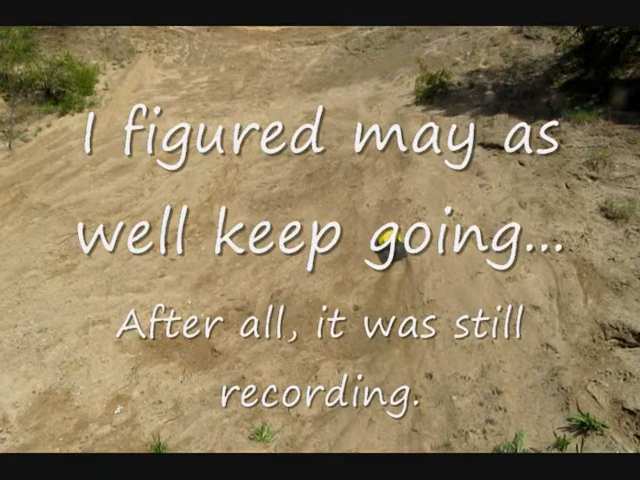 I figured may as
well keep going...
After all, it was still
recording.